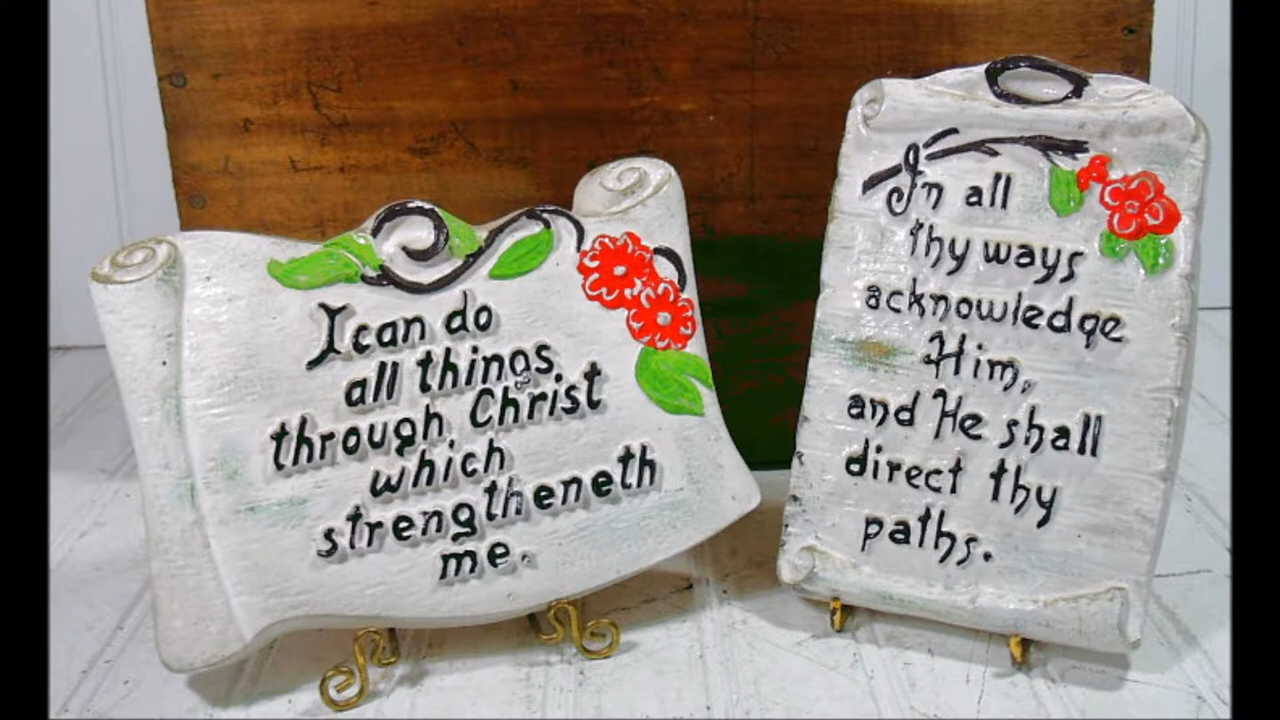 I can do
all things
through Christ
which
strengtheneth
me.
In all
thy ways
acknowledge
Him,
and He shall
direct thy
paths.